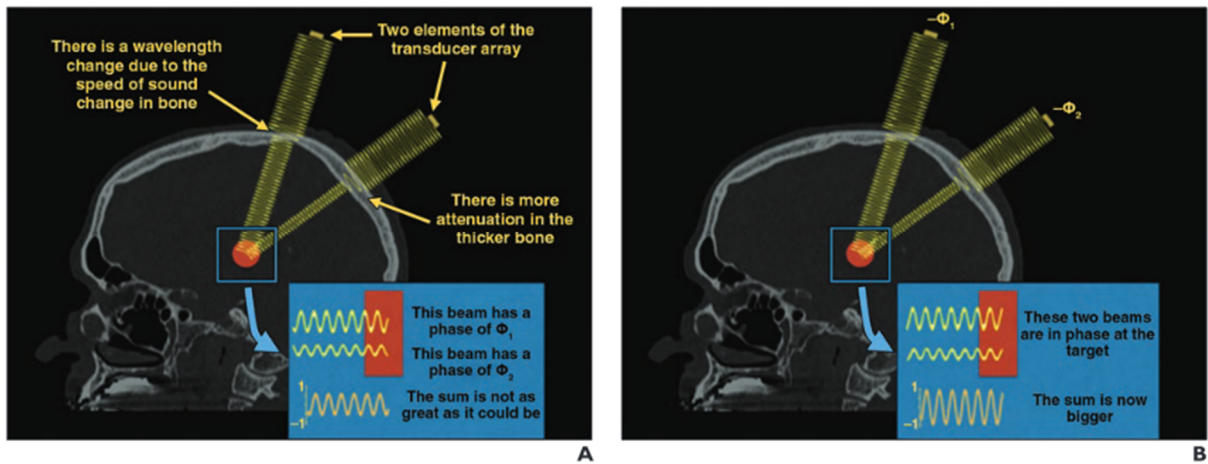 There is a wavelength
change due to the
speed of sound
change in bone
Two elements of the
transducer array
There is more
attenuation in the
thicker bone
This beam has a
phase of Φ1
This beam has a
phase of Φ2
The sum is not as
great as it could be
1
−1
A
−Φ1
−Φ2
These two beams
are in phase at the
target
The sum is now
bigger
1
−1
B